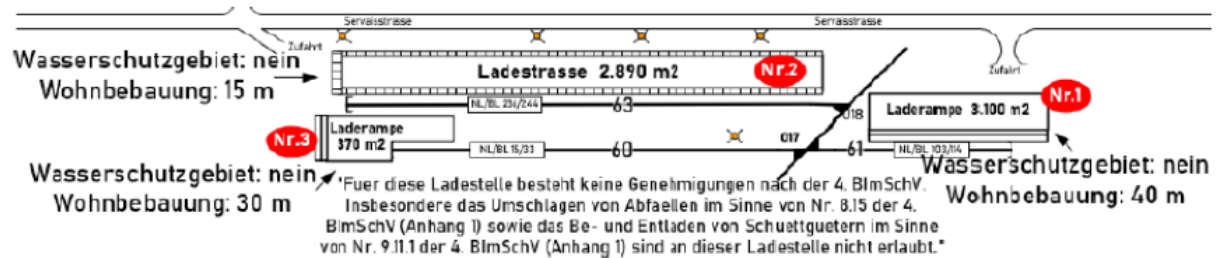 Servaisstrasse
Servaisstrasse
Zufahrt
Wasserschutzgebiet: nein
Wohnbebauung: 15 m
Ladestrasse 2.890 m2
Nr.2
Zufahrt
Nr.1
NL/BL 236/244
63
018
Laderampe 3.100 m2
Nr.3
Laderampe
370 m2
NL/BL 15/33
60
017
61
NL/BL 103/114
Wasserschutzgebiet: nein
Wohnbebauung: 40 m
Wasserschutzgebiet: nein
Wohnbebauung: 30 m
"Fuer diese Ladestelle besteht keine Genehmigungen nach der 4. BImSchV.
Insbesondere das Umschlagen von Abfaellen im Sinne von Nr. 8.15 der 4.
BImSchV (Anhang 1) sowie das Be- und Entladen von Schuettguetern im Sinne
von Nr. 9.11.1 der 4. BImSchV (Anhang 1) sind an dieser Ladestelle nicht erlaubt."